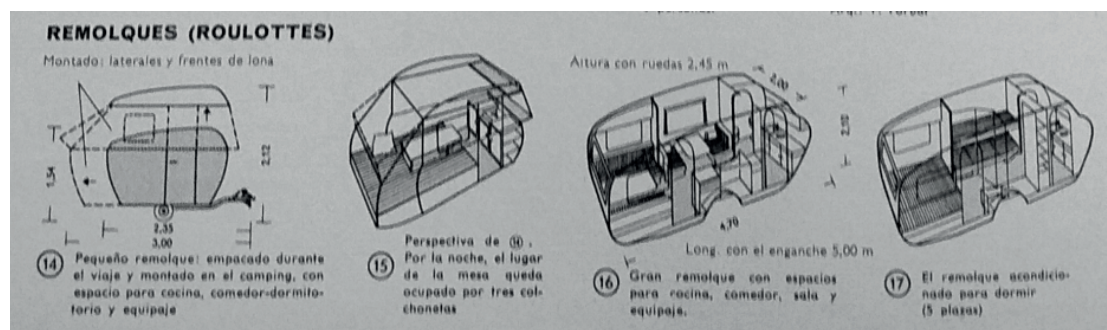 REMOLQUES (ROULOTTES)
Montado: laterales y frentes de lona
1,54
2,12
2,35
3,00
14 Pequeño remolque: empacado durante
el viaje y montado en el camping, con
espacio para cocina, comedor-dormito-
torio y equipaje
15 Perspectiva de 14.
Por la noche, el lugar
de la mesa queda
ocupado por tres col-
chonetas
Altura con ruedas 2,45 m
2,00
4,70
Long. con el enganche 5,00 m
16 Gran remolque con espacios
para cocina, comedor, sala y
equipaje.
17 El remolque acondicio-
nado para dormir
(5 plazas)